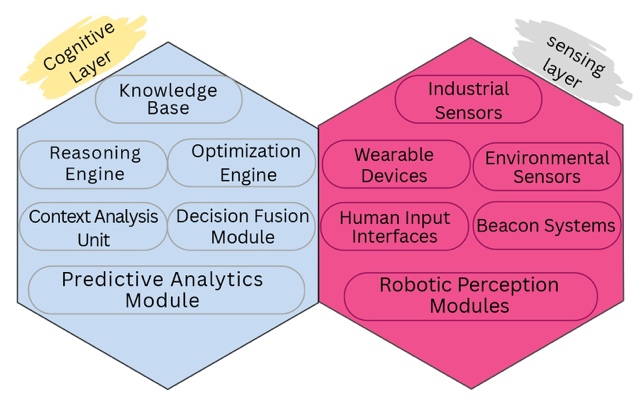 Cognitive
Layer
Knowledge
Base
Reasoning
Engine
Optimization
Engine
Context Analysis
Unit
Decision Fusion
Module
Predictive Analytics
Module
sensing
layer
Industrial
Sensors
Wearable
Devices
Environmental
Sensors
Human Input
Interfaces
Beacon Systems
Robotic Perception
Modules